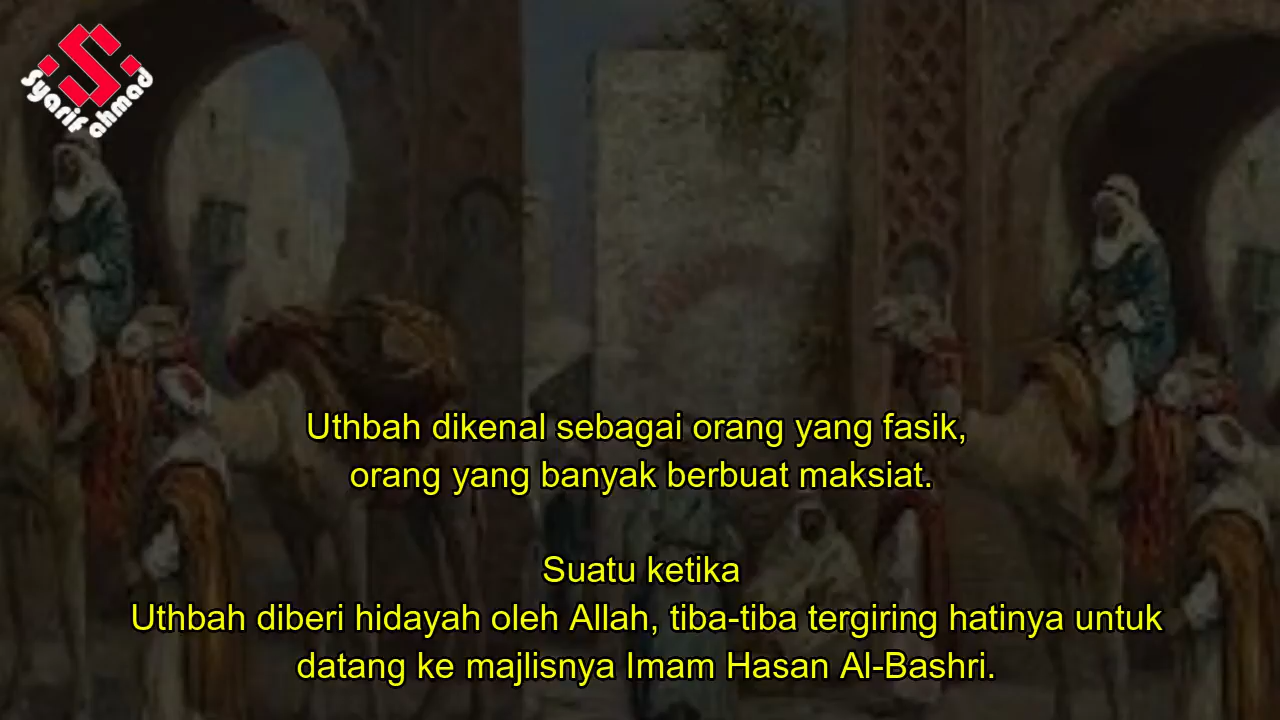 Syarif ahmad
Uthbah dikenal sebagai orang yang fasik,
orang yang banyak berbuat maksiat.
Suatu ketika
Uthbah diberi hidayah oleh Allah, tiba-tiba tergiring hatinya untuk
datang ke majlisnya Imam Hasan Al-Bashri.